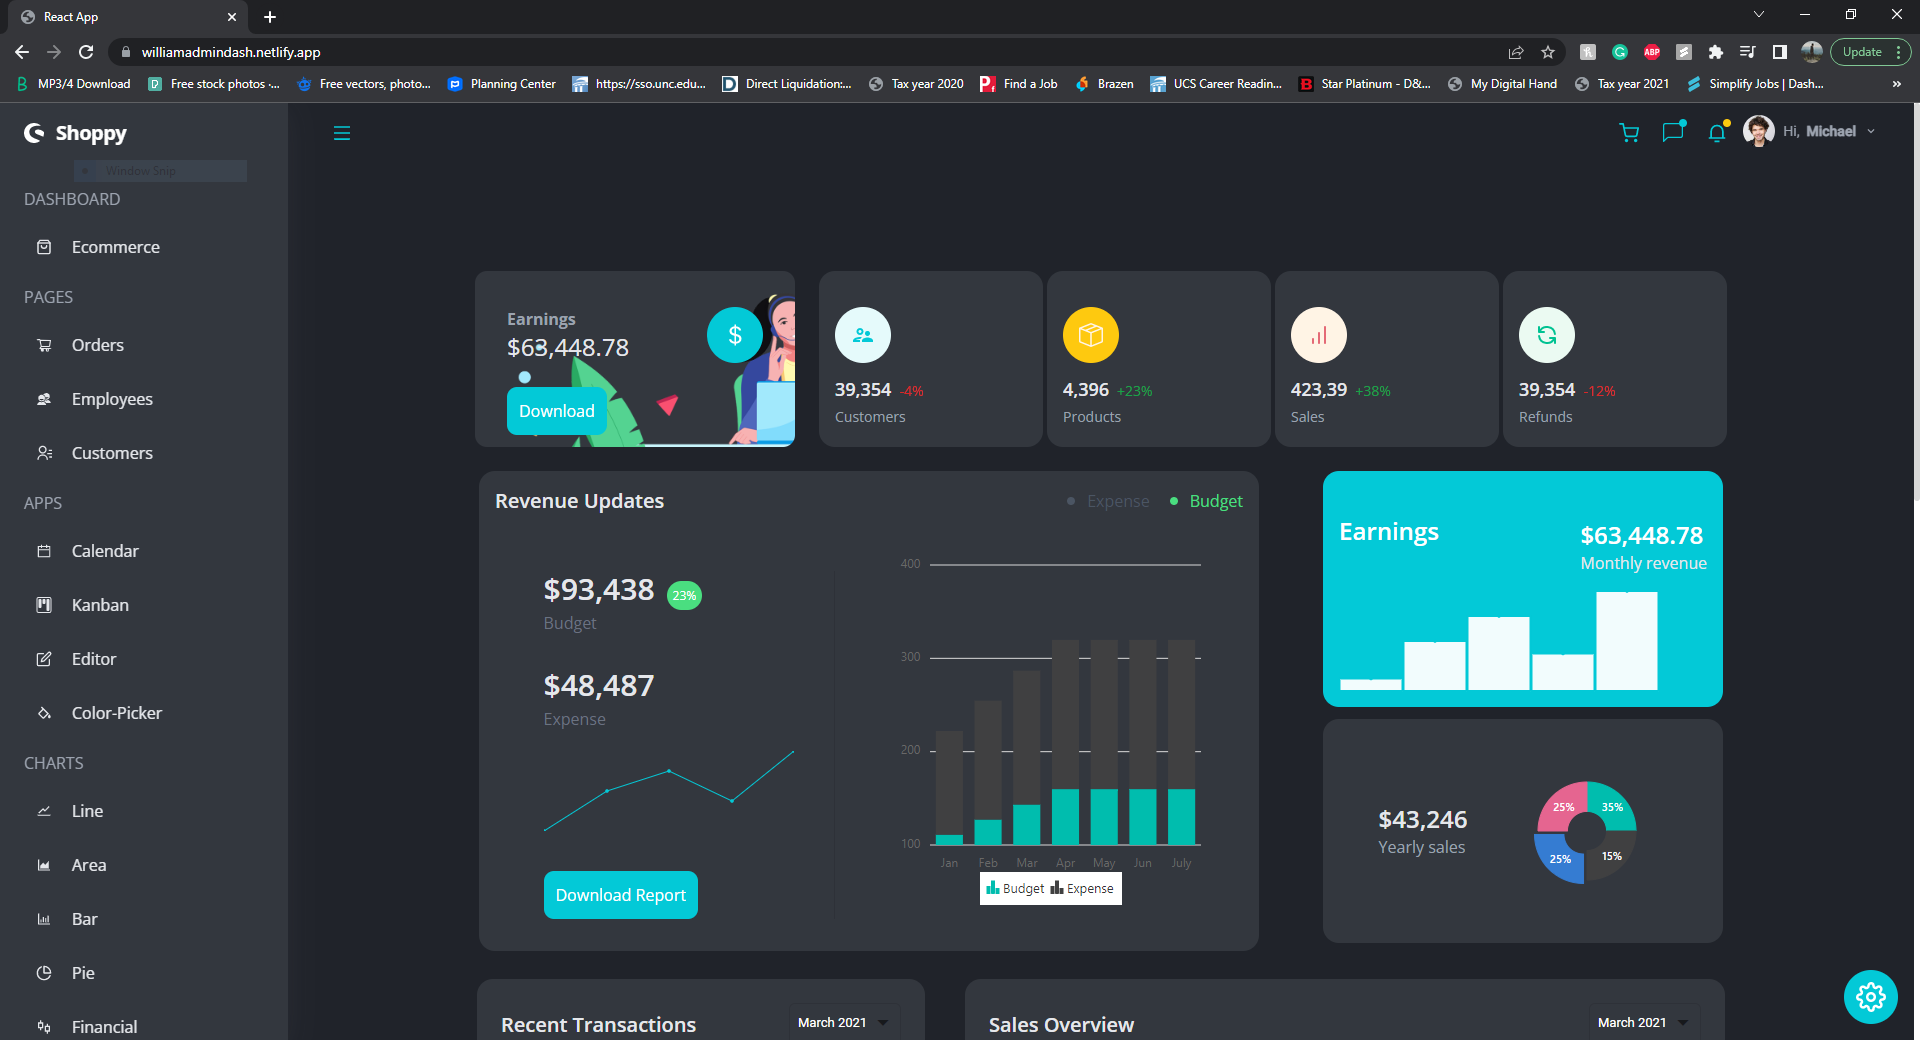 React App
williamadmindash.netlify.app
ABP
Update
MP3/4 Download
Free stock photos ·...
Free vectors, photo...
Planning Center
https://sso.unc.edu...
Direct Liquidation:...
Tax year 2020
Find a Job
Brazen
UCS Career Readin...
Star Platinum - D&...
My Digital Hand
Tax year 2021
Simplify Jobs | Dash...
»
Shoppy
Hi, Michael
Window Snip
DASHBOARD
Ecommerce
PAGES
Orders
Employees
Customers
APPS
Calendar
Kanban
Editor
Color-Picker
CHARTS
Line
Area
Bar
Pie
Financial
Earnings
$63,448.78
$
Download
39,354 -4%
Customers
4,396 +23%
Products
423,39 +38%
Sales
39,354 -12%
Refunds
Revenue Updates
Expense
Budget
$93,438 23%
Budget
$48,487
Expense
Download Report
400
300
200
100
Jan Feb Mar Apr May Jun July
Budget Expense
Earnings
$63,448.78
Monthly revenue
$43,246
Yearly sales
25% 35%
25% 15%
Recent Transactions
March 2021
Sales Overview
March 2021